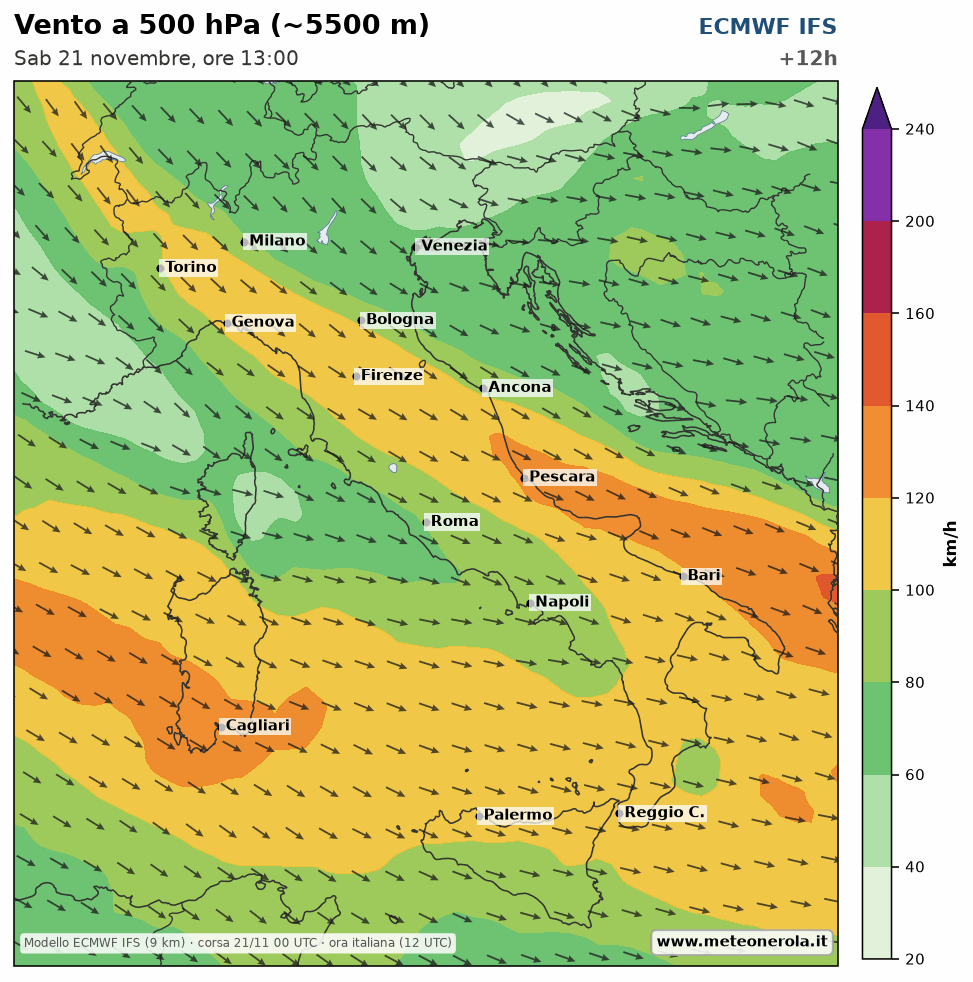 Vento a 500 hPa (~5500 m)
ECMWF IFS
Sab 21 novembre, ore 13:00
+12h
240
200
160
140
120
100
80
60
40
20
km/h
Milano
Venezia
Torino
Genova
Bologna
Firenze
Ancona
Pescara
Roma
Bari
Napoli
Cagliari
Palermo
Reggio C.
Modello ECMWF IFS (9 km) · corsa 21/11 00 UTC · ora italiana (12 UTC)
www.meteonerola.it